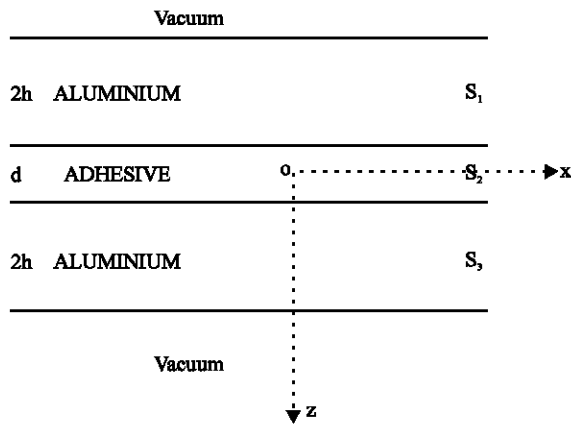 Vacuum
2h ALUMINIUM S₁
d ADHESIVE o S₂ x
2h ALUMINIUM S₃
Vacuum
z